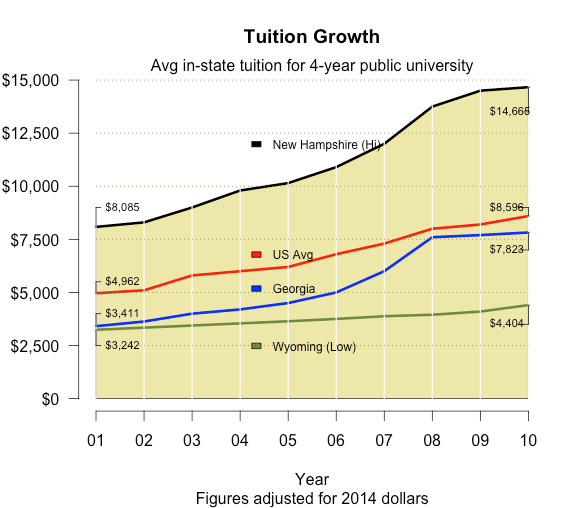 Tuition Growth
Avg in-state tuition for 4-year public university
$15,000
$14,665
$12,500
New Hampshire (Hi)
$10,000
$8,085
$8,596
$7,500
$7,823
US Avg
$4,962
Georgia
$5,000
$3,411
$4,404
$2,500
$3,242
Wyoming (Low)
$0
01 02 03 04 05 06 07 08 09 10
Year
Figures adjusted for 2014 dollars